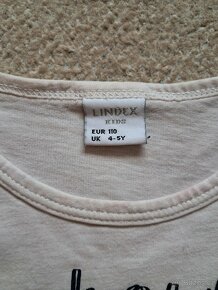 LINDEX
KIDS
EUR 110
UK 4-5Y